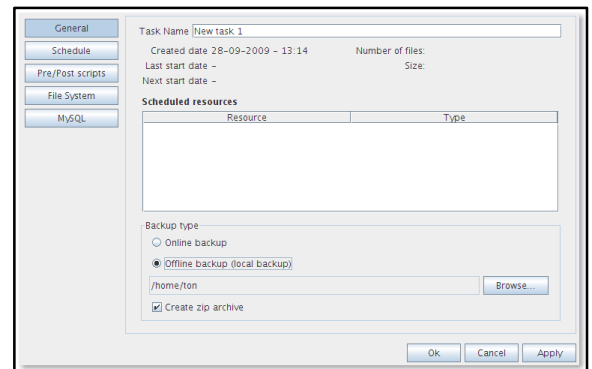 General
Schedule
Pre/Post scripts
File System
MySQL
Task Name New task 1
Created date 28-09-2009 - 13:14 Number of files:
Last start date - Size:
Next start date -
Scheduled resources
Resource Type
Backup type
Online backup
Offline backup (local backup)
/home/ton Browse...
Create zip archive
Ok Cancel Apply